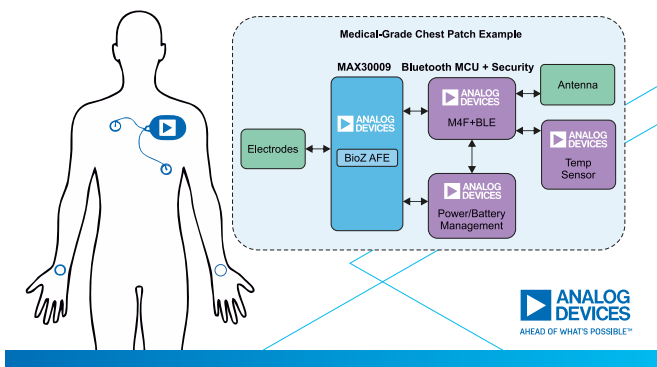 Medical-Grade Chest Patch Example
MAX30009
Bluetooth MCU + Security
Electrodes
ANALOG
DEVICES
BioZ AFE
ANALOG
DEVICES
M4F+BLE
Antenna
ANALOG
DEVICES
Temp
Sensor
ANALOG
DEVICES
Power/Battery
Management
ANALOG
DEVICES
AHEAD OF WHAT'S POSSIBLE™